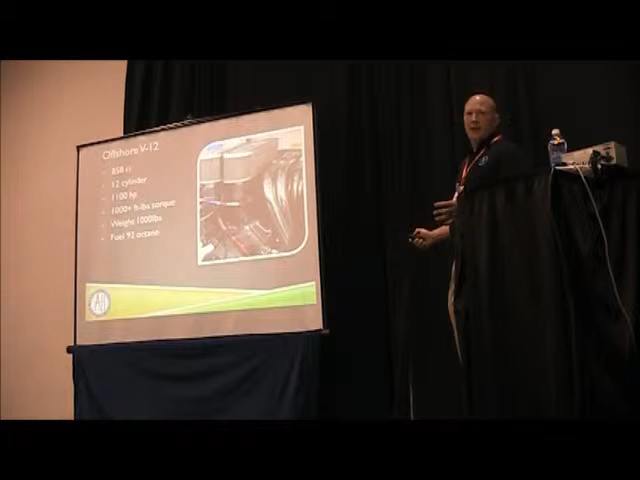 Offshore V-12
858 ci
12 cylinder
1100 hp
1000+ ft-lbs torque
Weight 1000lbs
Fuel 92 octane